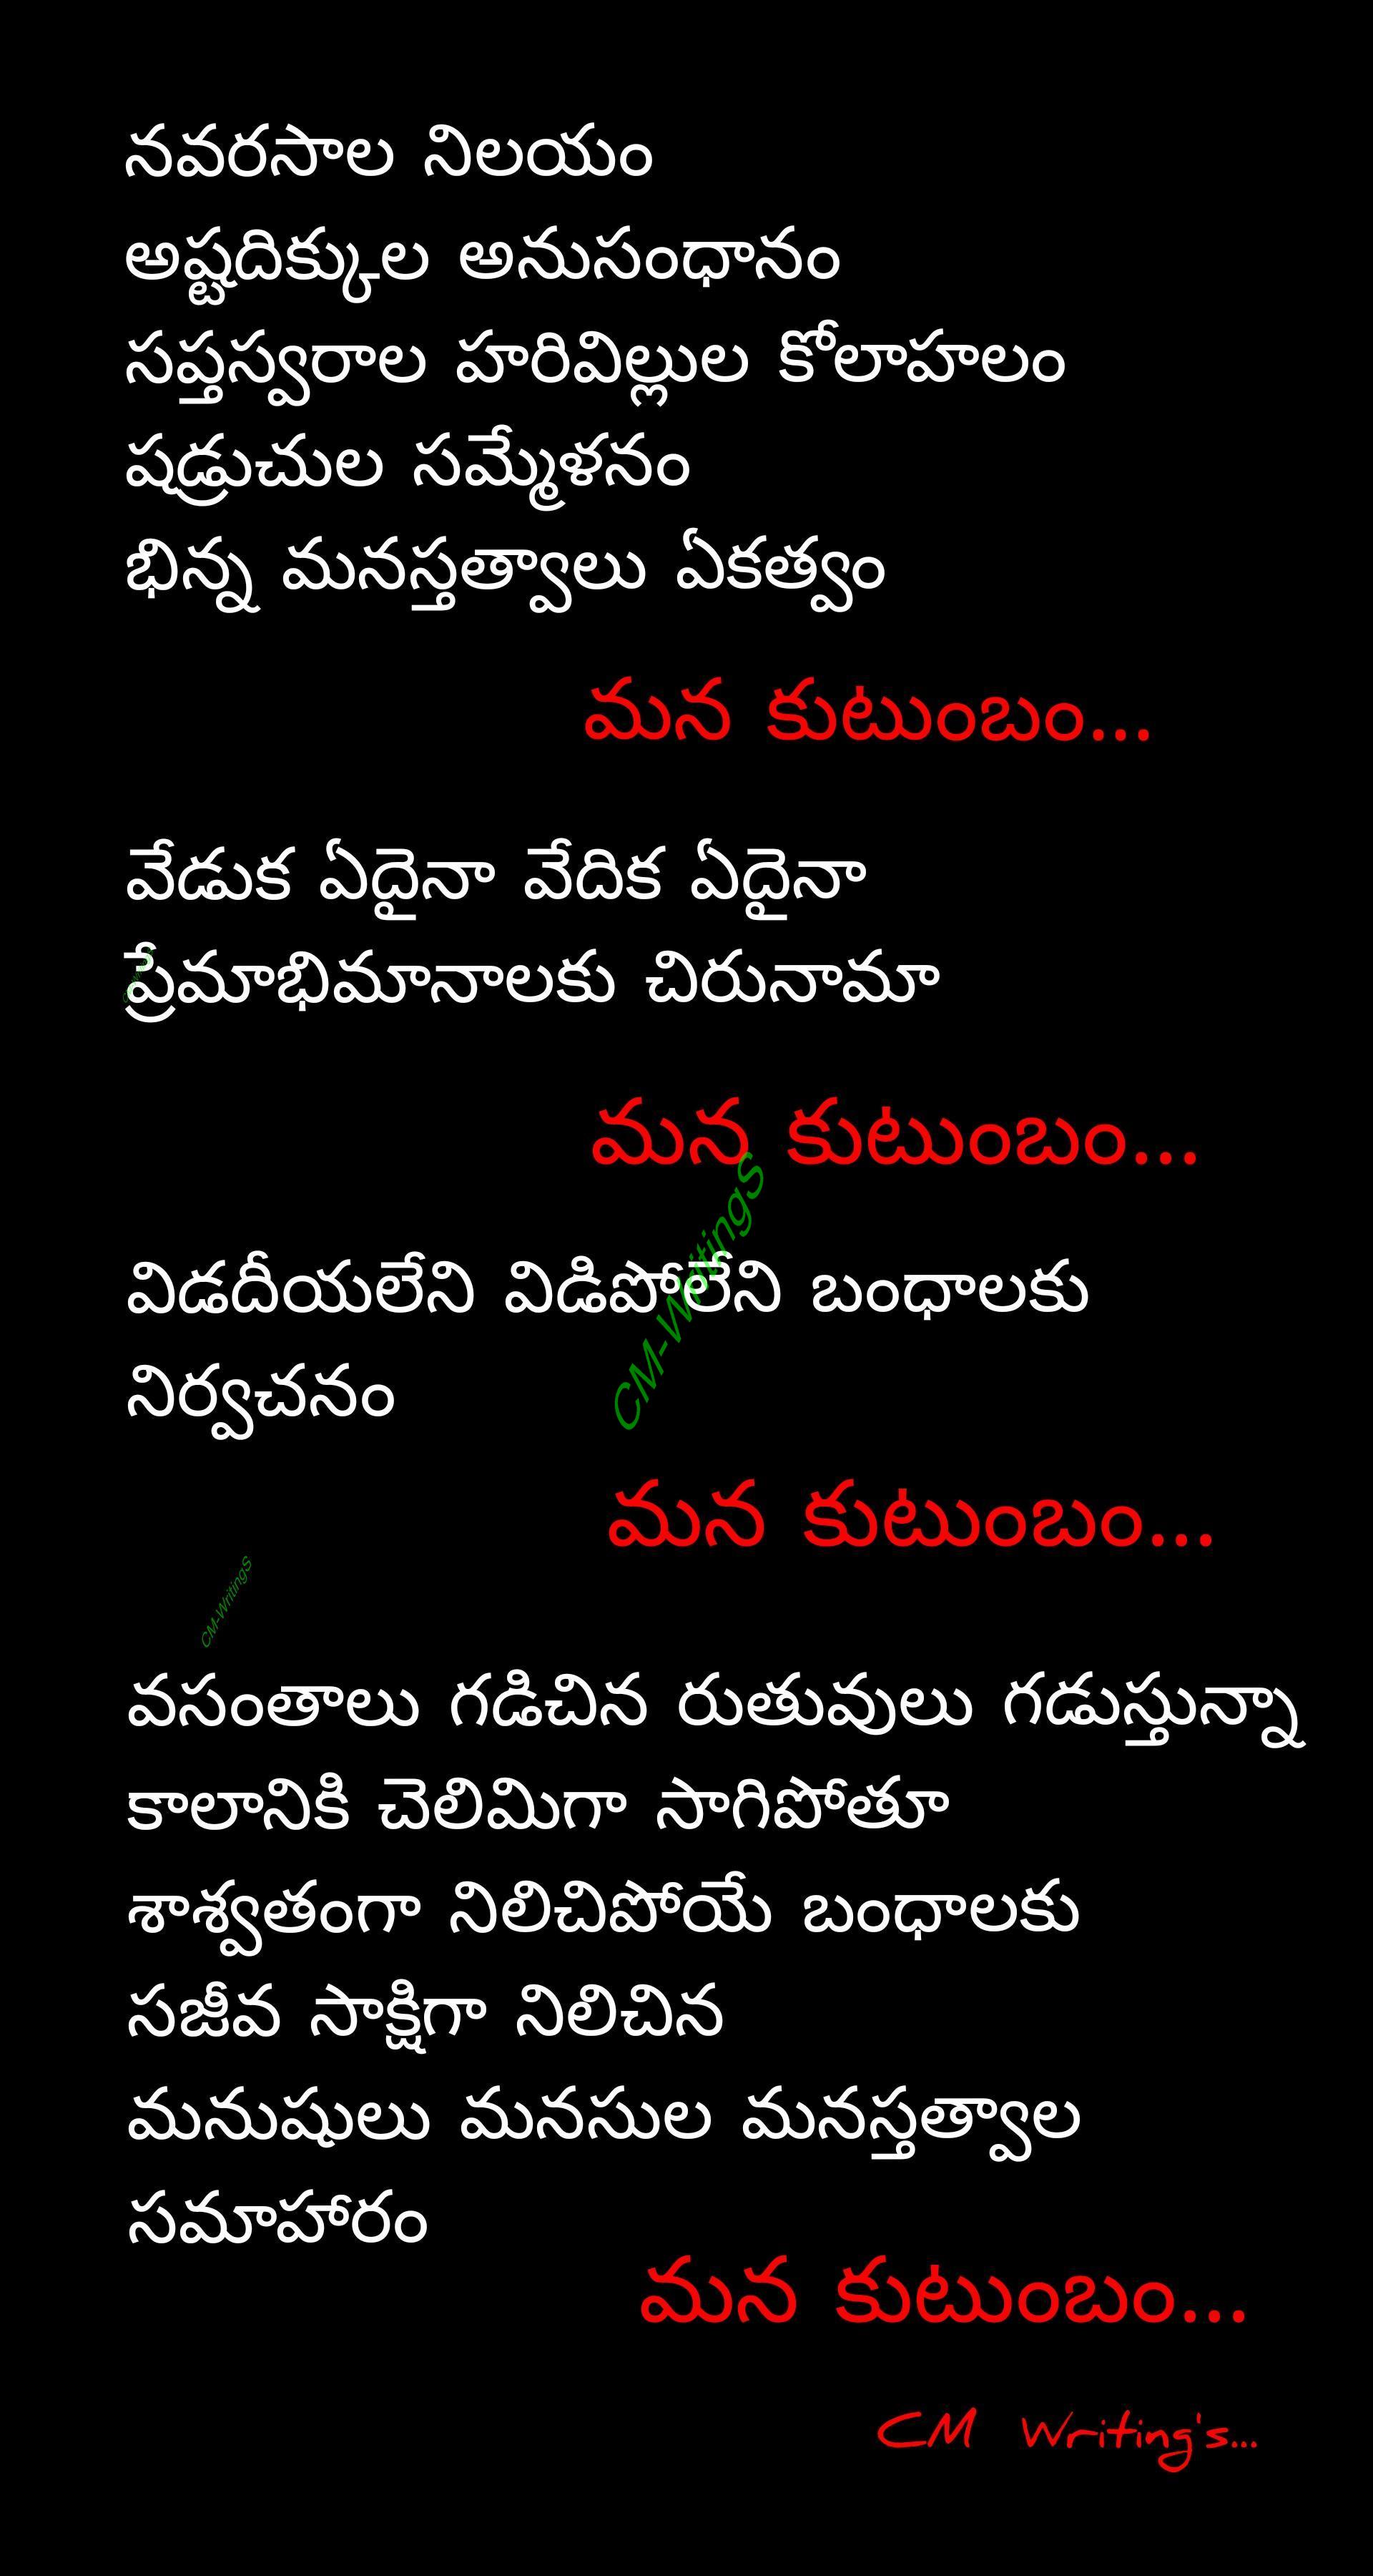 నవరసాల నిలయం
అష్టదిక్కుల అనుసంధానం
సప్తస్వరాల హరివిల్లుల కోలాహలం
షడ్రుచుల సమ్మేళనం
భిన్న మనస్తత్వాలు ఏకత్వం
మన కుటుంబం...
వేడుక ఏదైనా వేదిక ఏదైనా
ప్రేమాభిమానాలకు చిరునామా
మన కుటుంబం...
CM-WritingS
విడదీయలేని విడిపోలేని బంధాలకు
నిర్వచనం
మన కుటుంబం...
CM-WritingS
వసంతాలు గడిచిన రుతువులు గడుస్తున్నా
కాలానికి చెలిమిగా సాగిపోతూ
శాశ్వతంగా నిలిచిపోయే బంధాలకు
సజీవ సాక్షిగా నిలిచిన
మనుషులు మనసుల మనస్తత్వాల
సమాహారం
మన కుటుంబం...
CM Writing's...